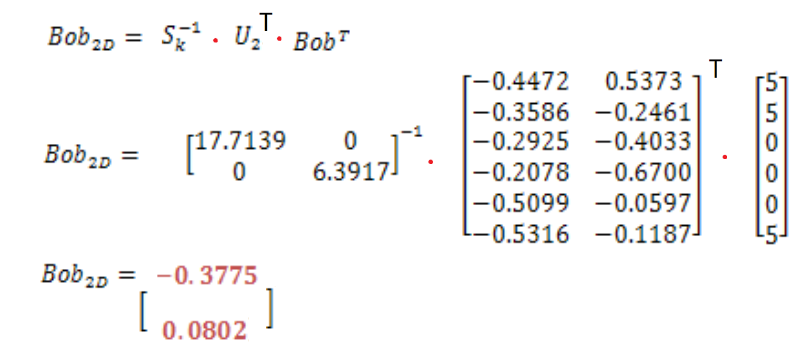 Bob₂D = Sₖ⁻¹ · U₂ᵀ · Bobᵀ
Bob₂D = [17.7139 0 0 6.3917]⁻¹ · [−0.4472 0.5373 −0.3586 −0.2461 −0.2925 −0.4033 −0.2078 −0.6700 −0.5099 −0.0597 −0.5316 −0.1187]ᵀ · [5 5 0 0 0 5]
Bob₂D = [−0.3775 0.0802]